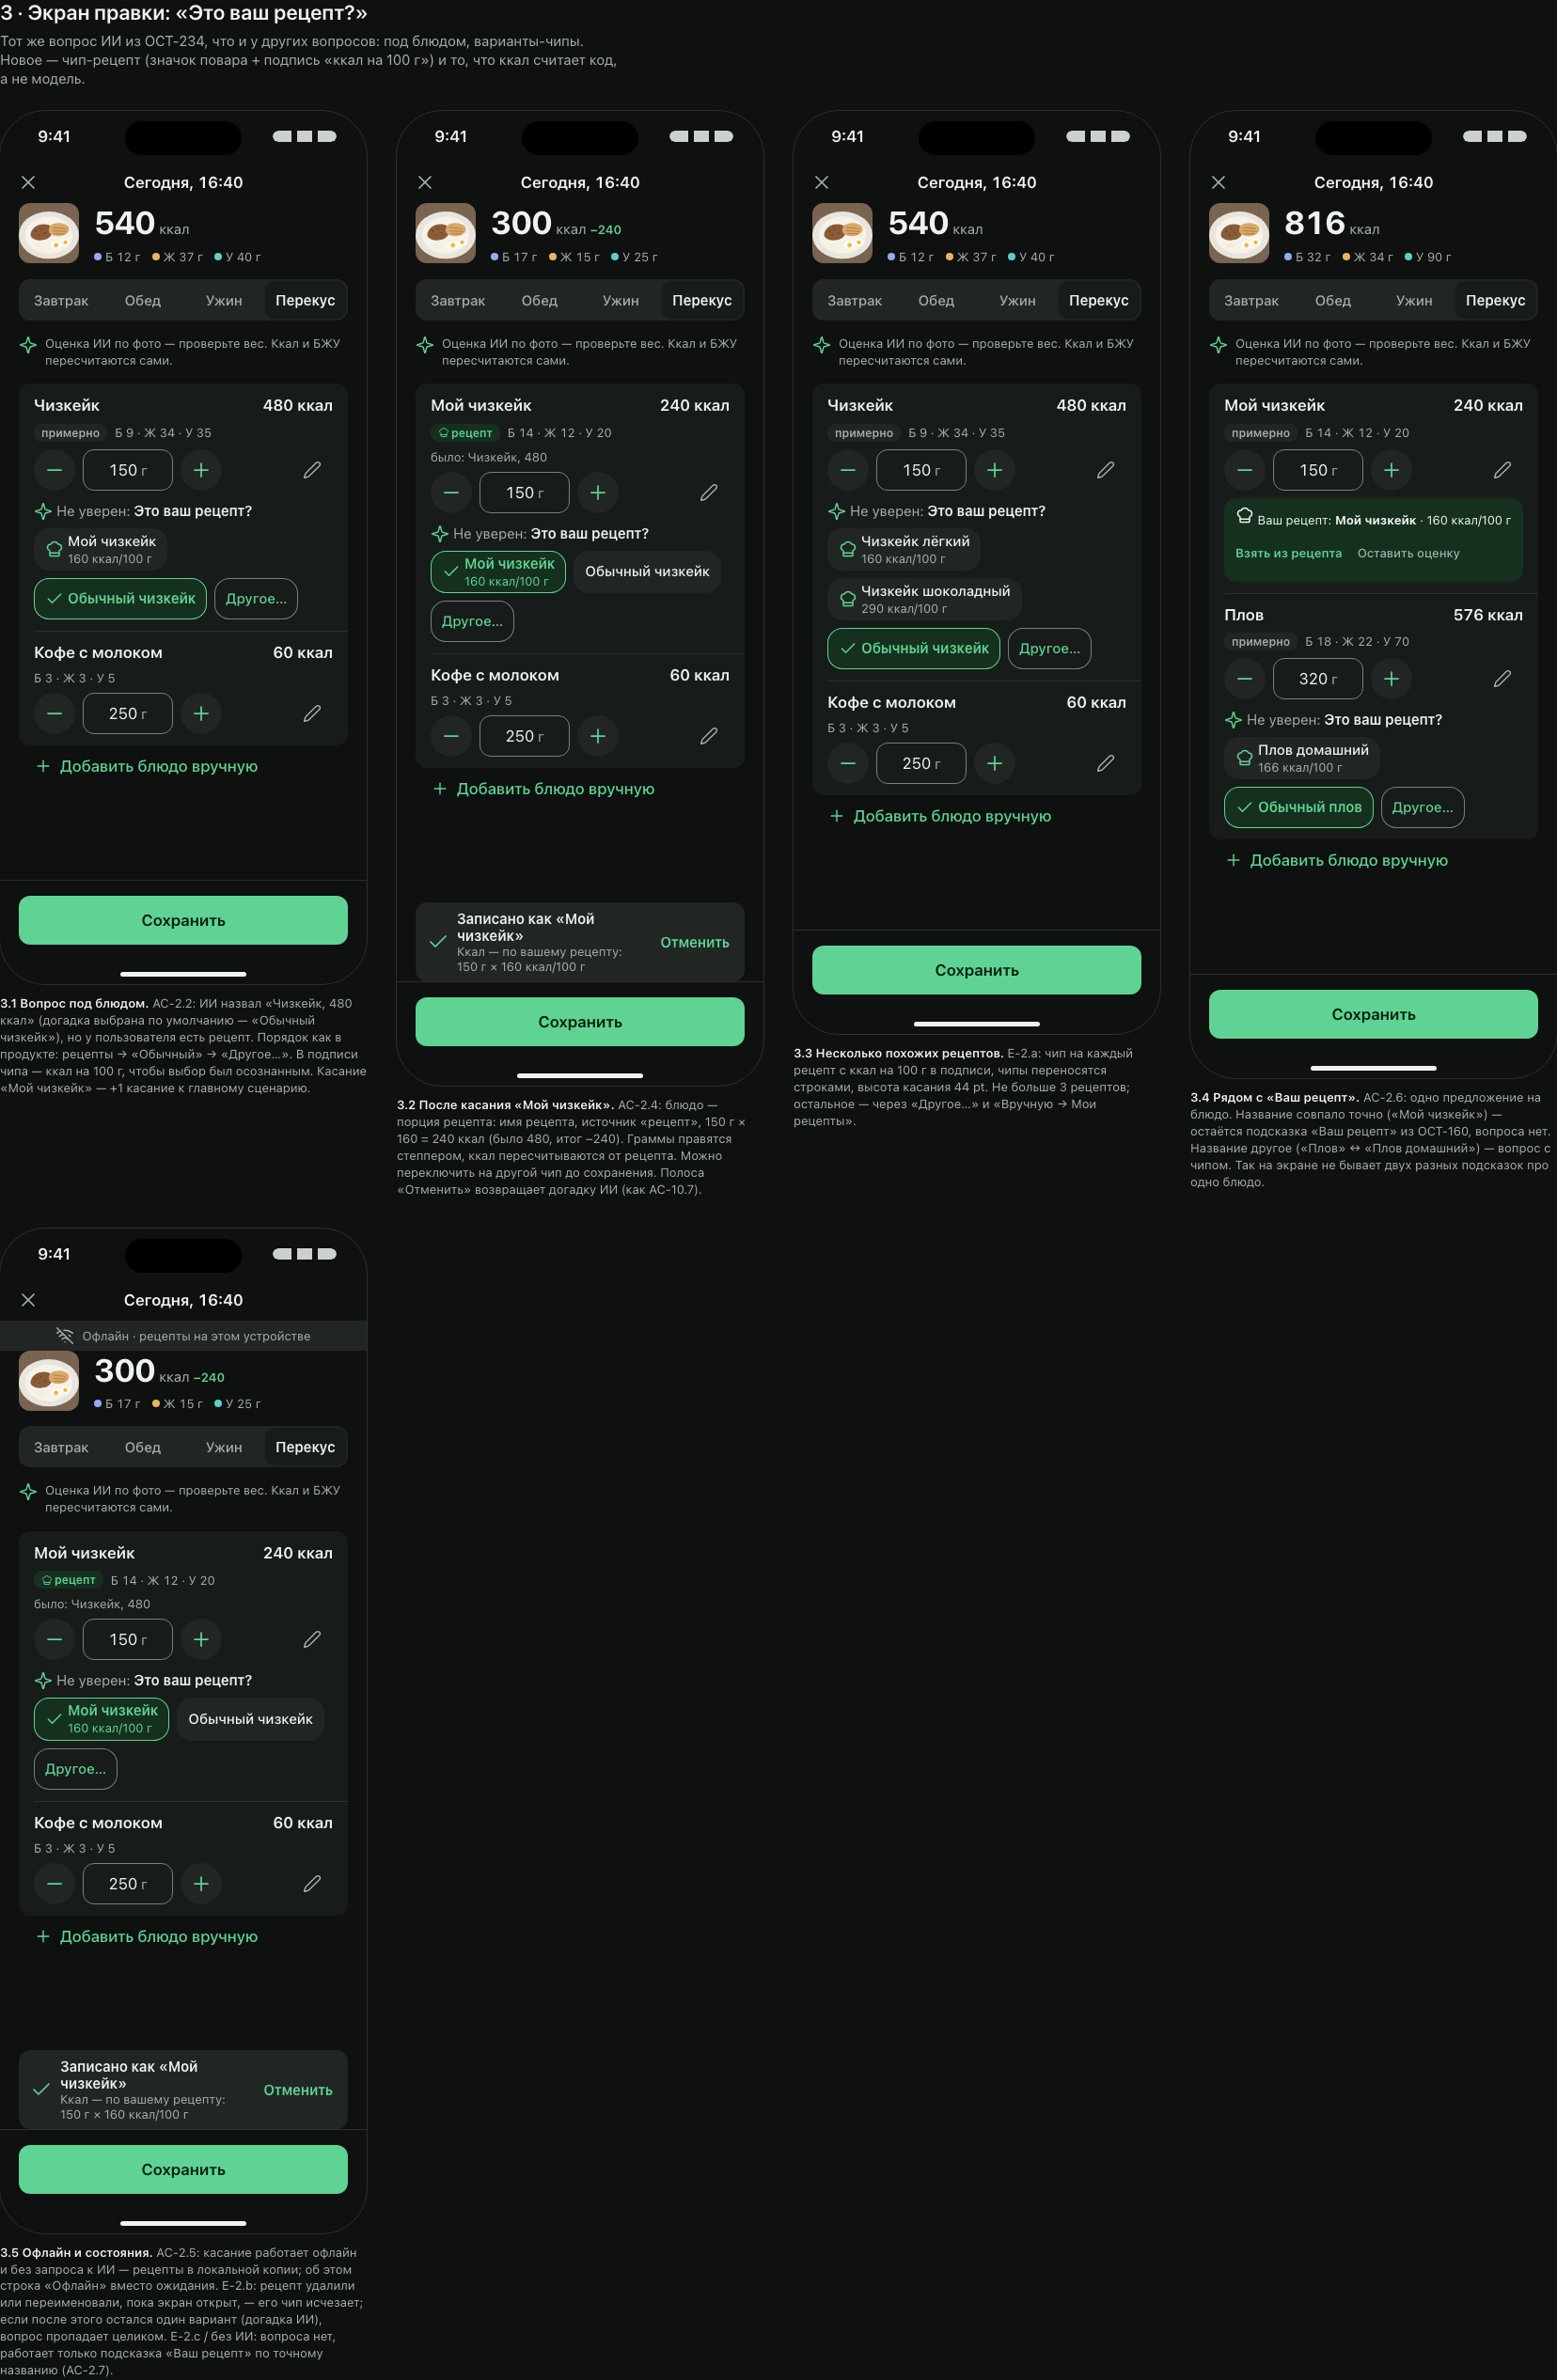 3 · Экран правки: «Это ваш рецепт?»
Тот же вопрос ИИ из ОСТ-234, что и у других вопросов: под блюдом, варианты-чипы.
Новое — чип-рецепт (значок повара + подпись «ккал на 100 г») и то, что ккал считает код,
а не модель.
9:41
Сегодня, 16:40
540 ккал
Б 12 г Ж 37 г У 40 г
Завтрак Обед Ужин Перекус
Оценка ИИ по фото — проверьте вес. Ккал и БЖУ
пересчитаются сами.
Чизкейк 480 ккал
примерно Б 9 · Ж 34 · У 35
150 г
Не уверен: Это ваш рецепт?
Мой чизкейк
160 ккал/100 г
Обычный чизкейк Другое...
Кофе с молоком 60 ккал
Б 3 · Ж 3 · У 5
250 г
Добавить блюдо вручную
Сохранить
3.1 Вопрос под блюдом. АС-2.2: ИИ назвал «Чизкейк, 480
ккал» (догадка выбрана по умолчанию — «Обычный
чизкейк»), но у пользователя есть рецепт. Порядок как в
продукте: рецепты → «Обычный» → «Другое…». В подписи
чипа — ккал на 100 г, чтобы выбор был осознанным. Касание
«Мой чизкейк» — +1 касание к главному сценарию.
9:41
Сегодня, 16:40
300 ккал −240
Б 17 г Ж 15 г У 25 г
Завтрак Обед Ужин Перекус
Оценка ИИ по фото — проверьте вес. Ккал и БЖУ
пересчитаются сами.
Мой чизкейк 240 ккал
рецепт Б 14 · Ж 12 · У 20
было: Чизкейк, 480
150 г
Не уверен: Это ваш рецепт?
Мой чизкейк
160 ккал/100 г
Обычный чизкейк
Другое...
Кофе с молоком 60 ккал
Б 3 · Ж 3 · У 5
250 г
Добавить блюдо вручную
Записано как «Мой
чизкейк»
Ккал — по вашему рецепту:
150 г × 160 ккал/100 г
Отменить
Сохранить
3.2 После касания «Мой чизкейк». АС-2.4: блюдо —
порция рецепта: имя рецепта, источник «рецепт», 150 г ×
160 = 240 ккал (было 480, итог −240). Граммы правятся
степпером, ккал пересчитываются от рецепта. Можно
переключить на другой чип до сохранения. Полоса
«Отменить» возвращает догадку ИИ (как АС-10.7).
9:41
Сегодня, 16:40
540 ккал
Б 12 г Ж 37 г У 40 г
Завтрак Обед Ужин Перекус
Оценка ИИ по фото — проверьте вес. Ккал и БЖУ
пересчитаются сами.
Чизкейк 480 ккал
примерно Б 9 · Ж 34 · У 35
150 г
Не уверен: Это ваш рецепт?
Чизкейк лёгкий
160 ккал/100 г
Чизкейк шоколадный
290 ккал/100 г
Обычный чизкейк Другое...
Кофе с молоком 60 ккал
Б 3 · Ж 3 · У 5
250 г
Добавить блюдо вручную
Сохранить
3.3 Несколько похожих рецептов. Е-2.а: чип на каждый
рецепт с ккал на 100 г в подписи, чипы переносятся
строками, высота касания 44 pt. Не больше 3 рецептов;
остальное — через «Другое…» и «Вручную → Мои
рецепты».
9:41
Сегодня, 16:40
816 ккал
Б 32 г Ж 34 г У 90 г
Завтрак Обед Ужин Перекус
Оценка ИИ по фото — проверьте вес. Ккал и БЖУ
пересчитаются сами.
Мой чизкейк 240 ккал
примерно Б 14 · Ж 12 · У 20
150 г
Ваш рецепт: Мой чизкейк · 160 ккал/100 г
Взять из рецепта Оставить оценку
Плов 576 ккал
примерно Б 18 · Ж 22 · У 70
320 г
Не уверен: Это ваш рецепт?
Плов домашний
166 ккал/100 г
Обычный плов Другое...
Добавить блюдо вручную
Сохранить
3.4 Рядом с «Ваш рецепт». АС-2.6: одно предложение на
блюдо. Название совпало точно («Мой чизкейк») —
остаётся подсказка «Ваш рецепт» из ОСТ-160, вопроса нет.
Название другое («Плов» ↔ «Плов домашний») — вопрос с
чипом. Так на экране не бывает двух разных подсказок про
одно блюдо.
9:41
Сегодня, 16:40
Офлайн · рецепты на этом устройстве
300 ккал −240
Б 17 г Ж 15 г У 25 г
Завтрак Обед Ужин Перекус
Оценка ИИ по фото — проверьте вес. Ккал и БЖУ
пересчитаются сами.
Мой чизкейк 240 ккал
рецепт Б 14 · Ж 12 · У 20
было: Чизкейк, 480
150 г
Не уверен: Это ваш рецепт?
Мой чизкейк
160 ккал/100 г
Обычный чизкейк
Другое...
Кофе с молоком 60 ккал
Б 3 · Ж 3 · У 5
250 г
Добавить блюдо вручную
Записано как «Мой
чизкейк»
Ккал — по вашему рецепту:
150 г × 160 ккал/100 г
Отменить
Сохранить
3.5 Офлайн и состояния. АС-2.5: касание работает офлайн
и без запроса к ИИ — рецепты в локальной копии; об этом
строка «Офлайн» вместо ожидания. Е-2.b: рецепт удалили
или переименовали, пока экран открыт, — его чип исчезает;
если после этого остался один вариант (догадка ИИ),
вопрос пропадает целиком. Е-2.с / без ИИ: вопроса нет,
работает только подсказка «Ваш рецепт» по точному
названию (АС-2.7).